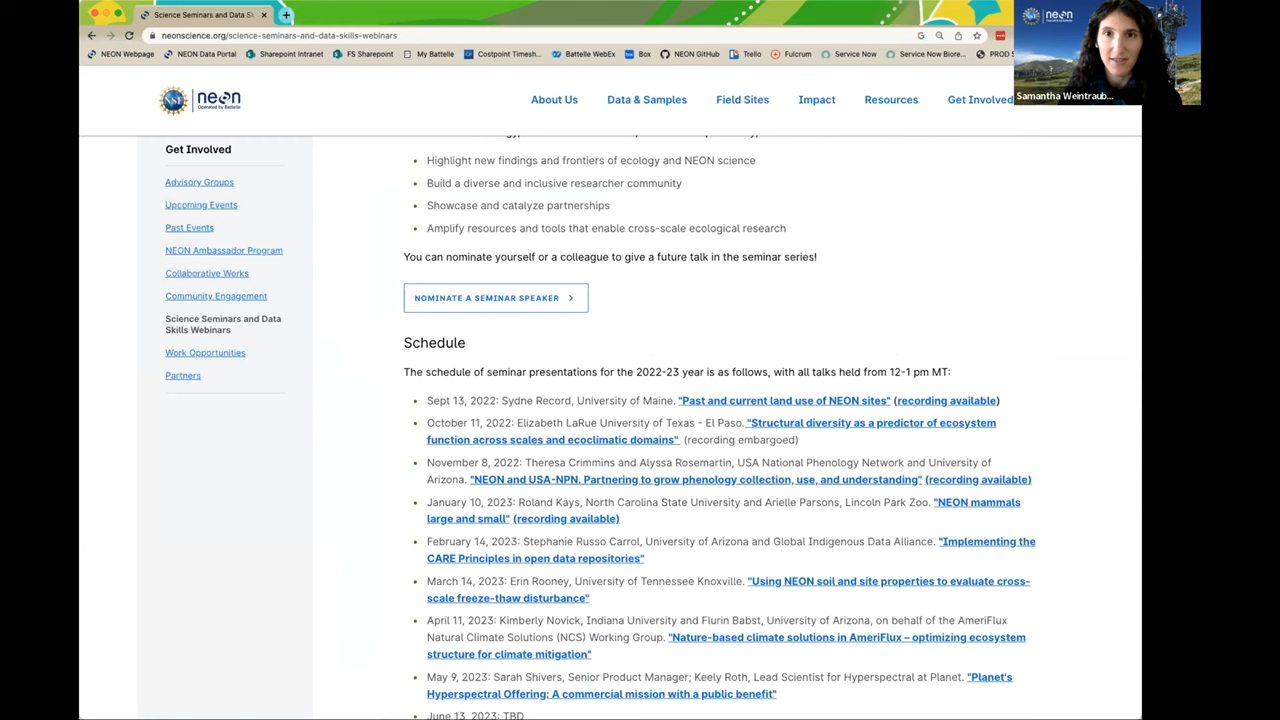 Science Seminars and Data Sk
neonscience.org/science-seminars-and-data-skills-webinars
NEON Webpage
NEON Data Portal
Sharepoint Intranet
FS Sharepoint
My Battelle
Costpoint Timesh...
Battelle WebEx
Box
NEON GitHub
Trello
Fulcrum
Service Now
Service Now Biore...
PROD S
neon
Samantha Weintraub...
NSF
neon
Operated by Battelle
About Us
Data & Samples
Field Sites
Impact
Resources
Get Involved
Get Involved
Advisory Groups
Upcoming Events
Past Events
NEON Ambassador Program
Collaborative Works
Community Engagement
Science Seminars and Data
Skills Webinars
Work Opportunities
Partners
• Highlight new findings and frontiers of ecology and NEON science
• Build a diverse and inclusive researcher community
• Showcase and catalyze partnerships
• Amplify resources and tools that enable cross-scale ecological research
You can nominate yourself or a colleague to give a future talk in the seminar series!
NOMINATE A SEMINAR SPEAKER
Schedule
The schedule of seminar presentations for the 2022-23 year is as follows, with all talks held from 12-1 pm MT:
• Sept 13, 2022: Sydne Record, University of Maine. "Past and current land use of NEON sites" (recording available)
• October 11, 2022: Elizabeth LaRue University of Texas - El Paso. "Structural diversity as a predictor of ecosystem
function across scales and ecoclimatic domains" (recording embargoed)
• November 8, 2022: Theresa Crimmins and Alyssa Rosemartin, USA National Phenology Network and University of
Arizona. "NEON and USA-NPN. Partnering to grow phenology collection, use, and understanding" (recording available)
• January 10, 2023: Roland Kays, North Carolina State University and Arielle Parsons, Lincoln Park Zoo. "NEON mammals
large and small" (recording available)
• February 14, 2023: Stephanie Russo Carrol, University of Arizona and Global Indigenous Data Alliance. "Implementing the
CARE Principles in open data repositories"
• March 14, 2023: Erin Rooney, University of Tennessee Knoxville. "Using NEON soil and site properties to evaluate cross-
scale freeze-thaw disturbance"
• April 11, 2023: Kimberly Novick, Indiana University and Flurin Babst, University of Arizona, on behalf of the AmeriFlux
Natural Climate Solutions (NCS) Working Group. "Nature-based climate solutions in AmeriFlux – optimizing ecosystem
structure for climate mitigation"
• May 9, 2023: Sarah Shivers, Senior Product Manager; Keely Roth, Lead Scientist for Hyperspectral at Planet. "Planet's
Hyperspectral Offering: A commercial mission with a public benefit"
• June 13, 2023: TBD